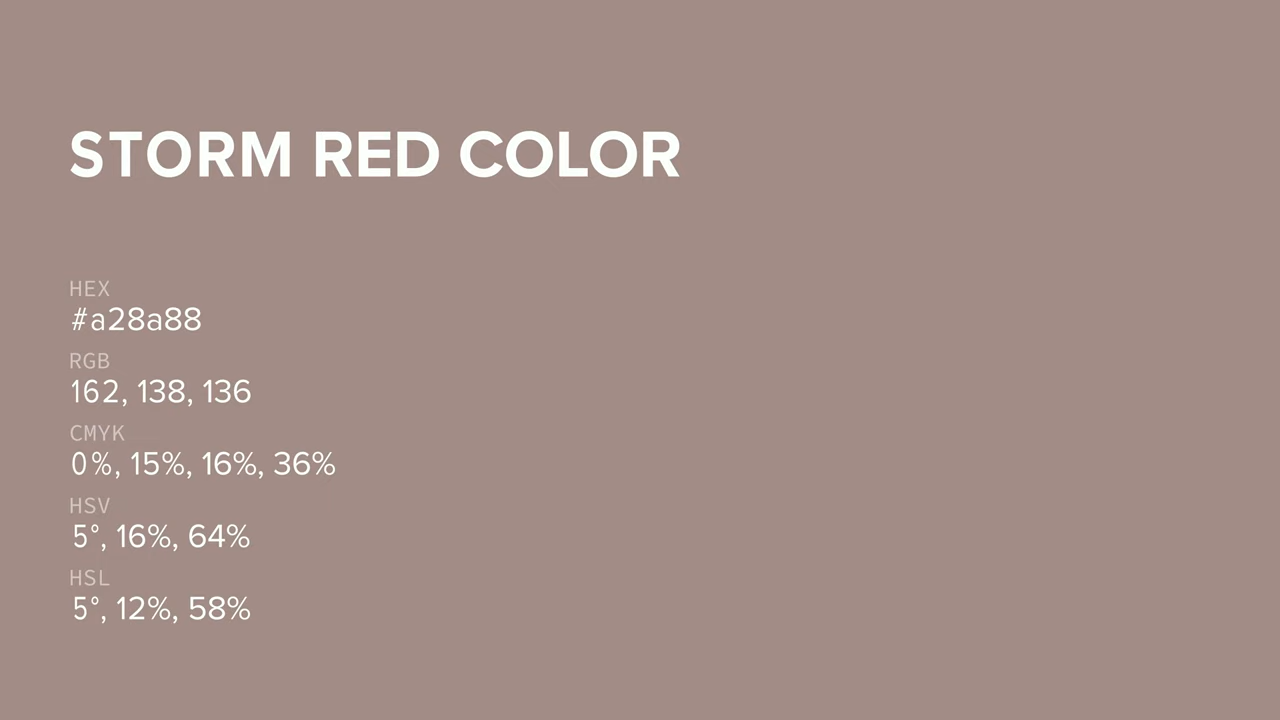 STORM RED COLOR
HEX
#a28a88
RGB
162, 138, 136
CMYK
0%, 15%, 16%, 36%
HSV
5°, 16%, 64%
HSL
5°, 12%, 58%